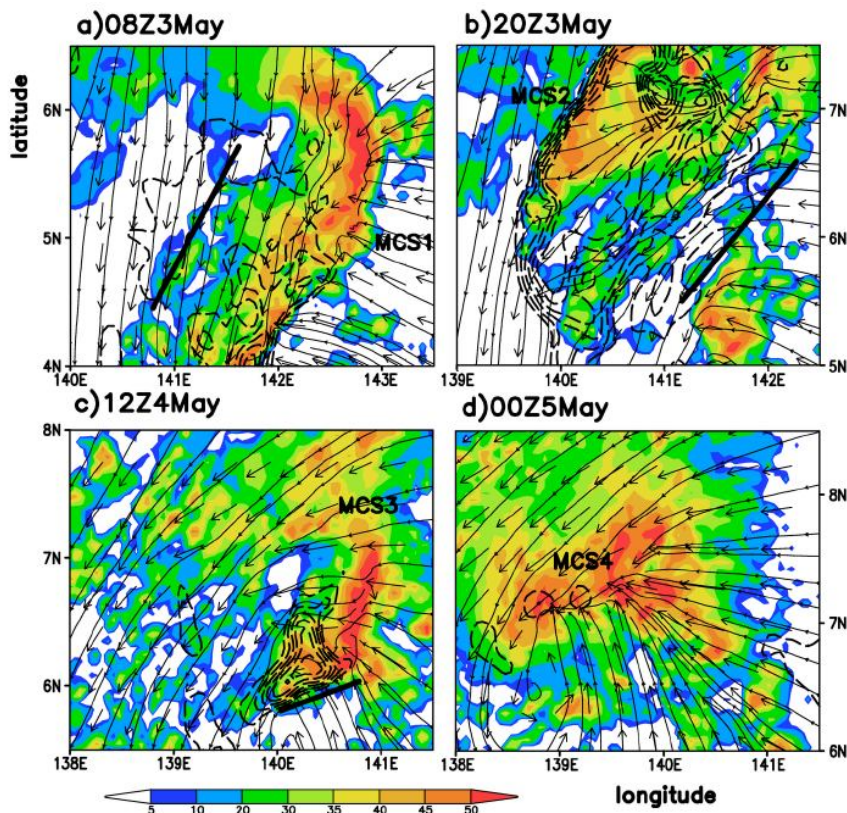 a)08Z3May
b)20Z3May
latitude
6N
5N
4N
MCS1
140E
141E
142E
143E
MCS2
7N
6N
5N
139E
140E
141E
142E
c)12Z4May
d)00Z5May
8N
7N
6N
MCS3
138E
139E
140E
141E
MCS4
8N
7N
6N
138E
139E
140E
141E
5 10 20 30 35 40 45 50
longitude